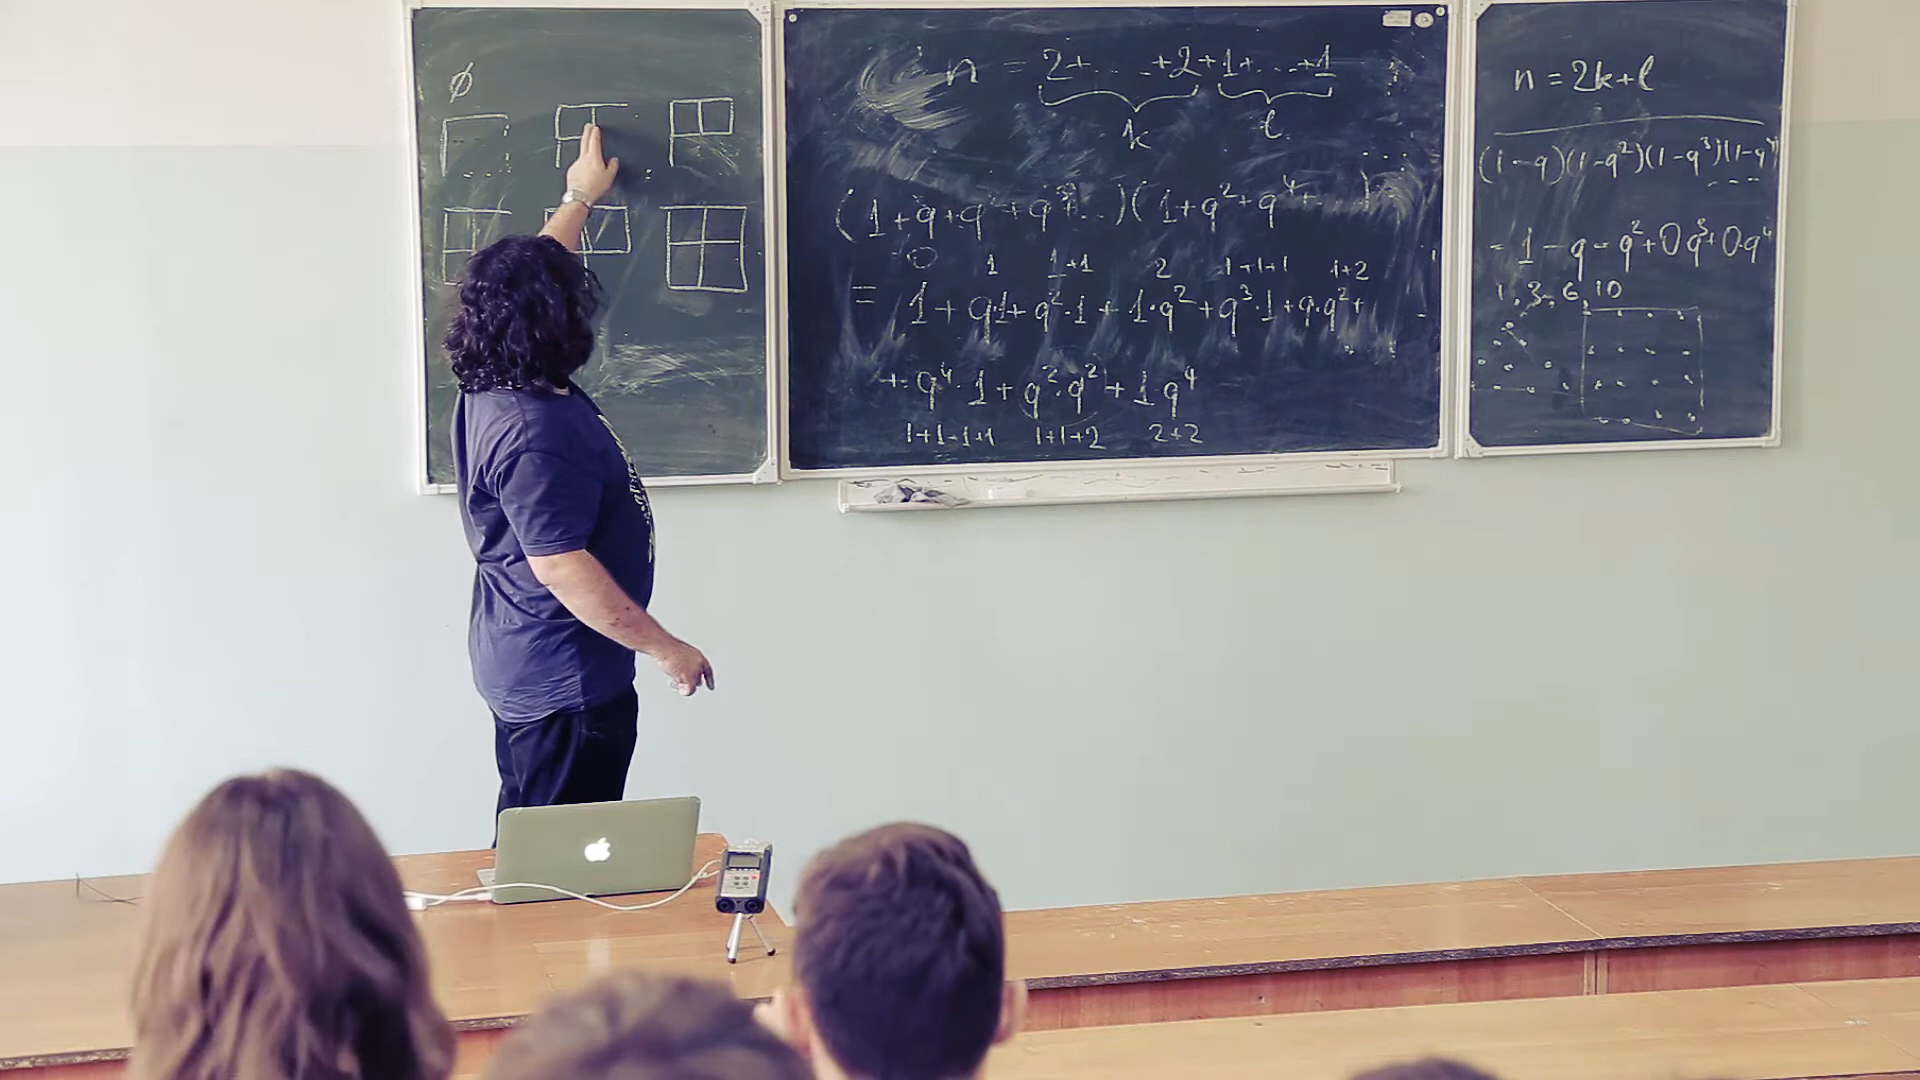 ∅
n = 2+...+2+1+...+1
k l
(1+q+q²+q³+...)(1+q²+q⁴+...)
0 1 1+1 2 1+1+1 1+2
= 1+q·1+q²·1+1·q²+q³·1+q·q²+
+q⁴·1+q²·q²+1·q⁴
1+1+1+1 1+1+2 2+2
n = 2k+l
(1-q)(1-q²)(1-q³)(1-q⁴)
= 1-q-q²+0q³+0·q⁴
1, 3, 6, 10